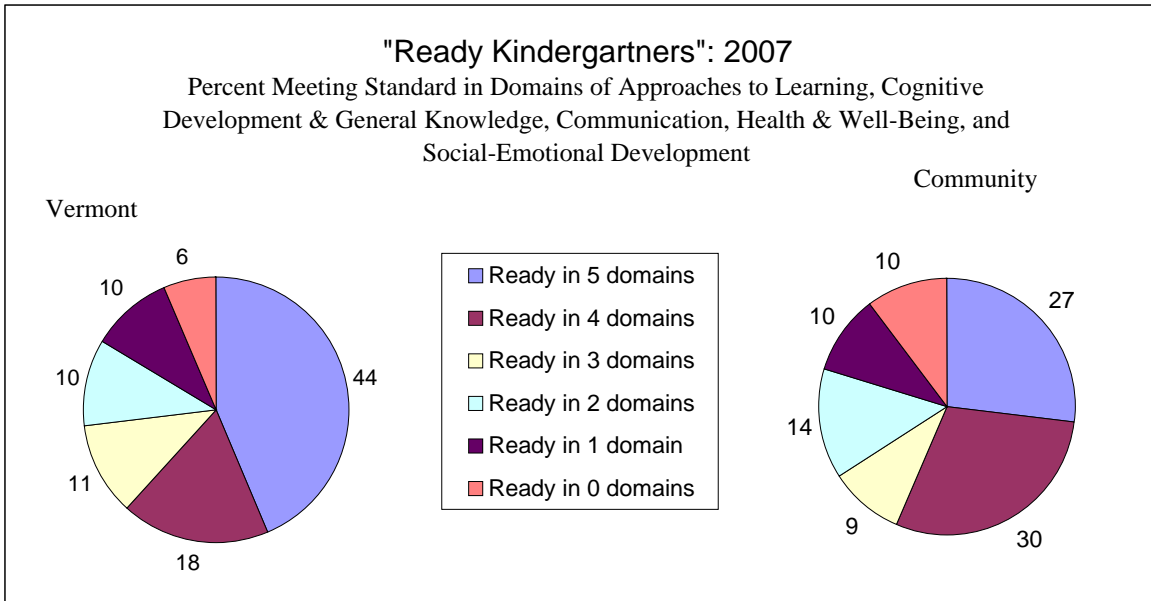 "Ready Kindergartners": 2007
Percent Meeting Standard in Domains of Approaches to Learning, Cognitive
Development & General Knowledge, Communication, Health & Well-Being, and
Social-Emotional Development
Vermont
6
10
10
11
18
44
Ready in 5 domains
Ready in 4 domains
Ready in 3 domains
Ready in 2 domains
Ready in 1 domain
Ready in 0 domains
Community
10
10
14
9
30
27